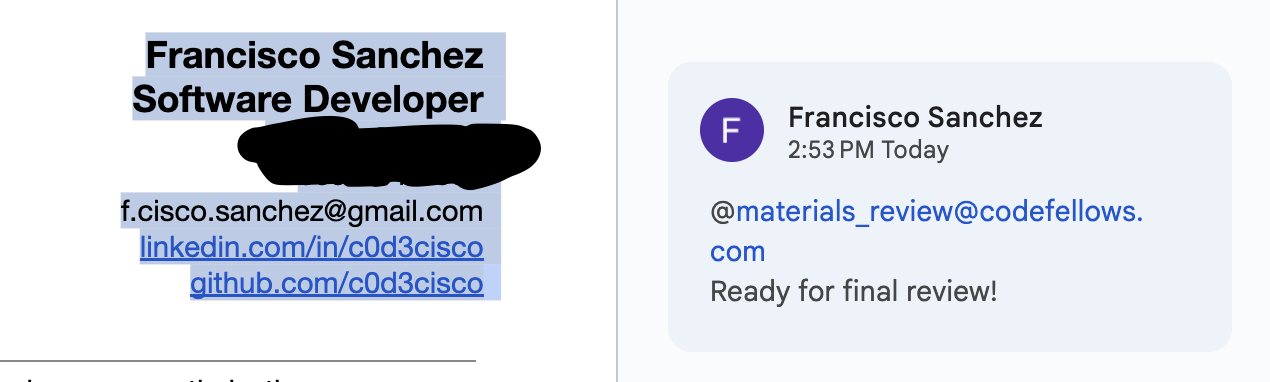 Francisco Sanchez
Software Developer
f.cisco.sanchez@gmail.com
linkedin.com/in/c0d3cisco
github.com/c0d3cisco
F
Francisco Sanchez
2:53 PM Today
@materials_review@codefellows.
com
Ready for final review!